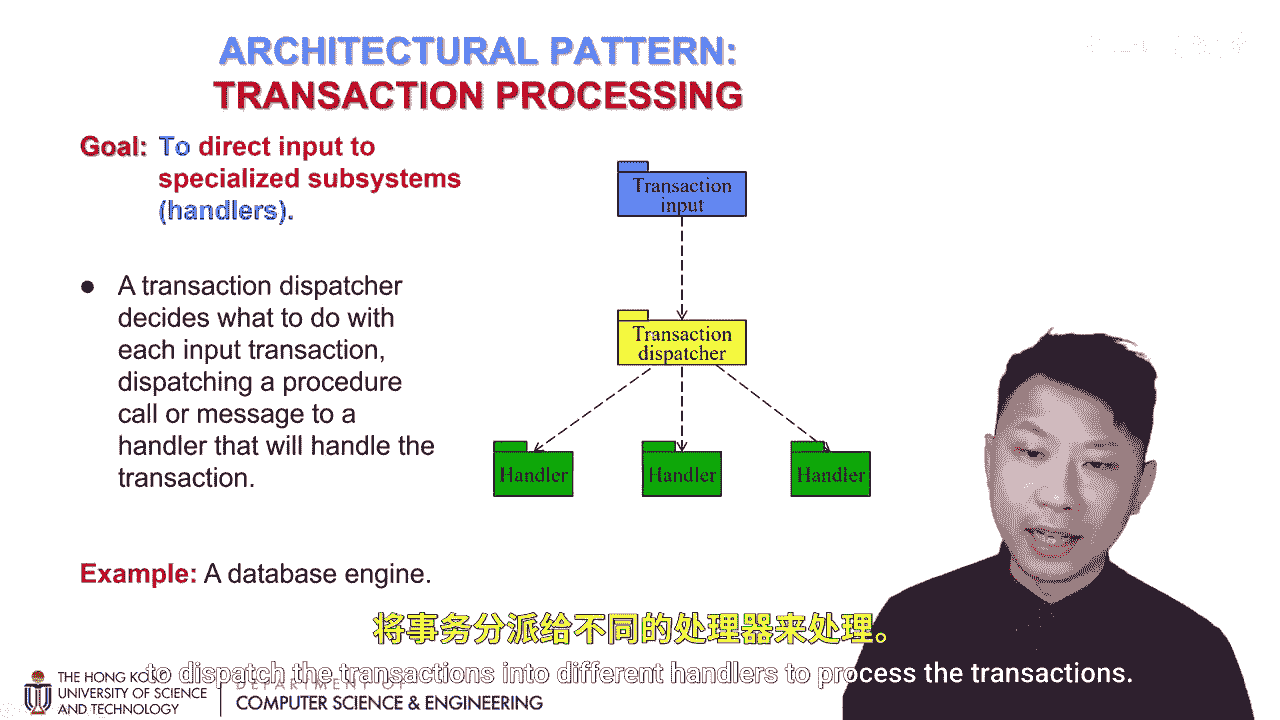 ARCHITECTURAL PATTERN:
TRANSACTION PROCESSING
Goal: To direct input to
specialized subsystems
(handlers).
● A transaction dispatcher
decides what to do with
each input transaction,
dispatching a procedure
call or message to a
handler that will handle the
transaction.
Example: A database engine.
Transaction
input
Transaction
dispatcher
Handler
Handler
Handler
将事务分派给不同的处理器来处理。
to dispatch the transactions into different handlers to process the transactions.
THE HONG KONG
UNIVERSITY OF SCIENCE
AND TECHNOLOGY
DEPARTMENT OF
COMPUTER SCIENCE & ENGINEERING